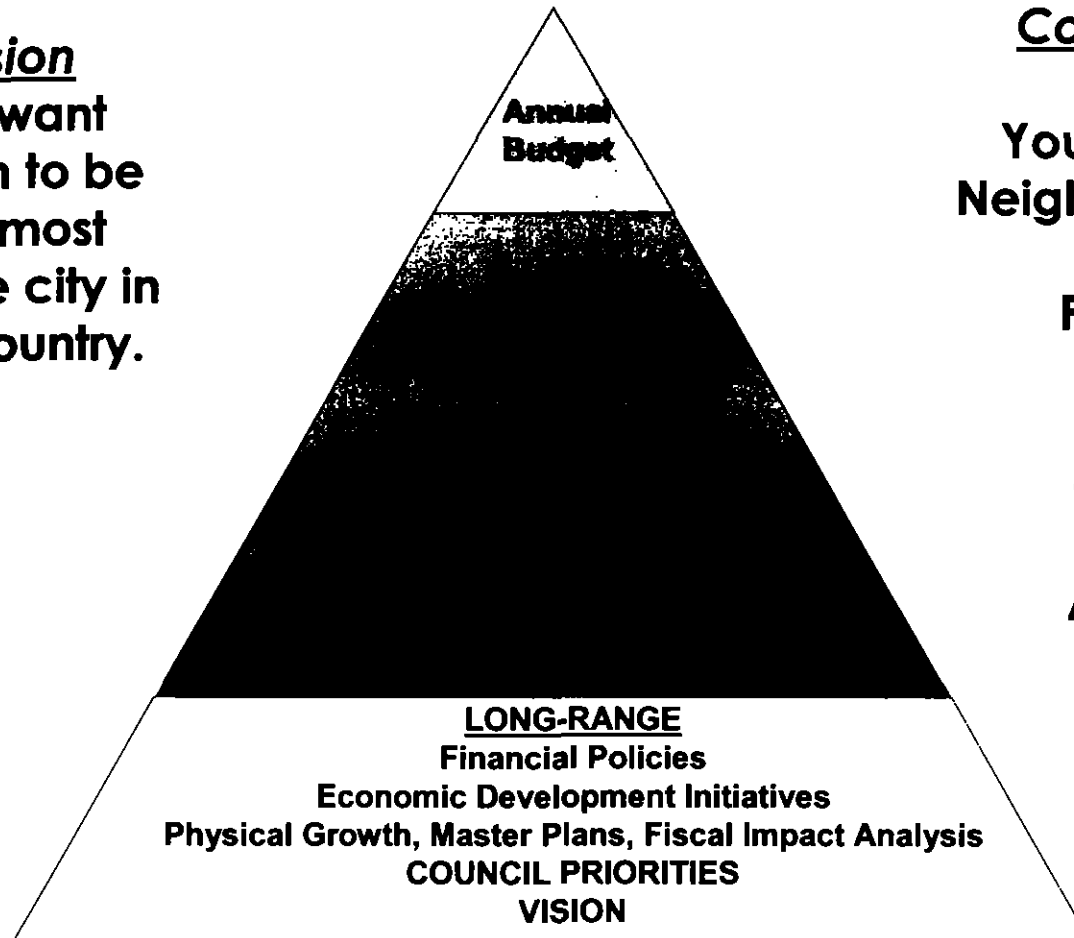 sion
want
n to be
most
e city in
ountry.
Annual
Budget
Co
You
Neigl
LONG-RANGE
Financial Policies
Economic Development Initiatives
Physical Growth, Master Plans, Fiscal Impact Analysis
COUNCIL PRIORITIES
VISION